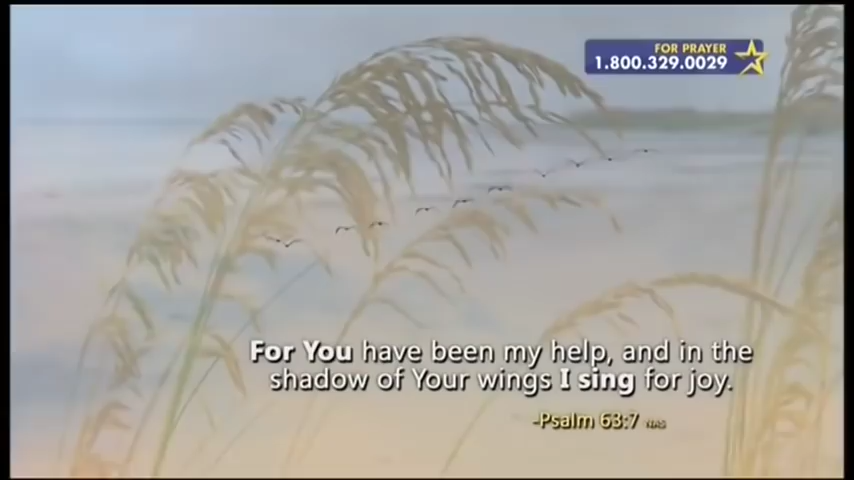 FOR PRAYER
1.800.329.0029
For You have been my help, and in the
shadow of Your wings I sing for joy.
-Psalm 63:7 NAS